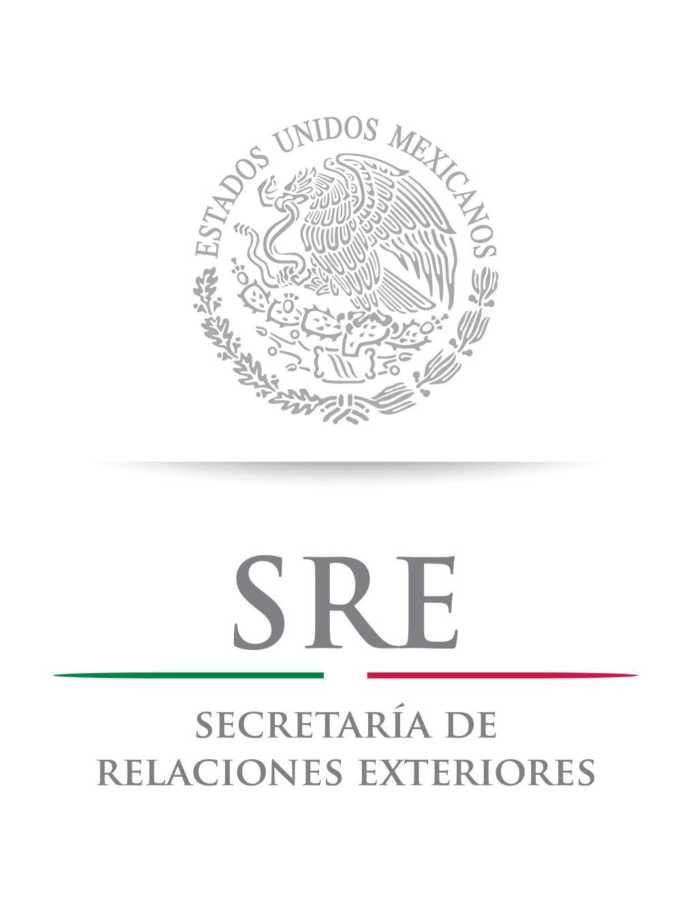 ESTADOS UNIDOS MEXICANOS
SRE
SECRETARÍA DE
RELACIONES EXTERIORES